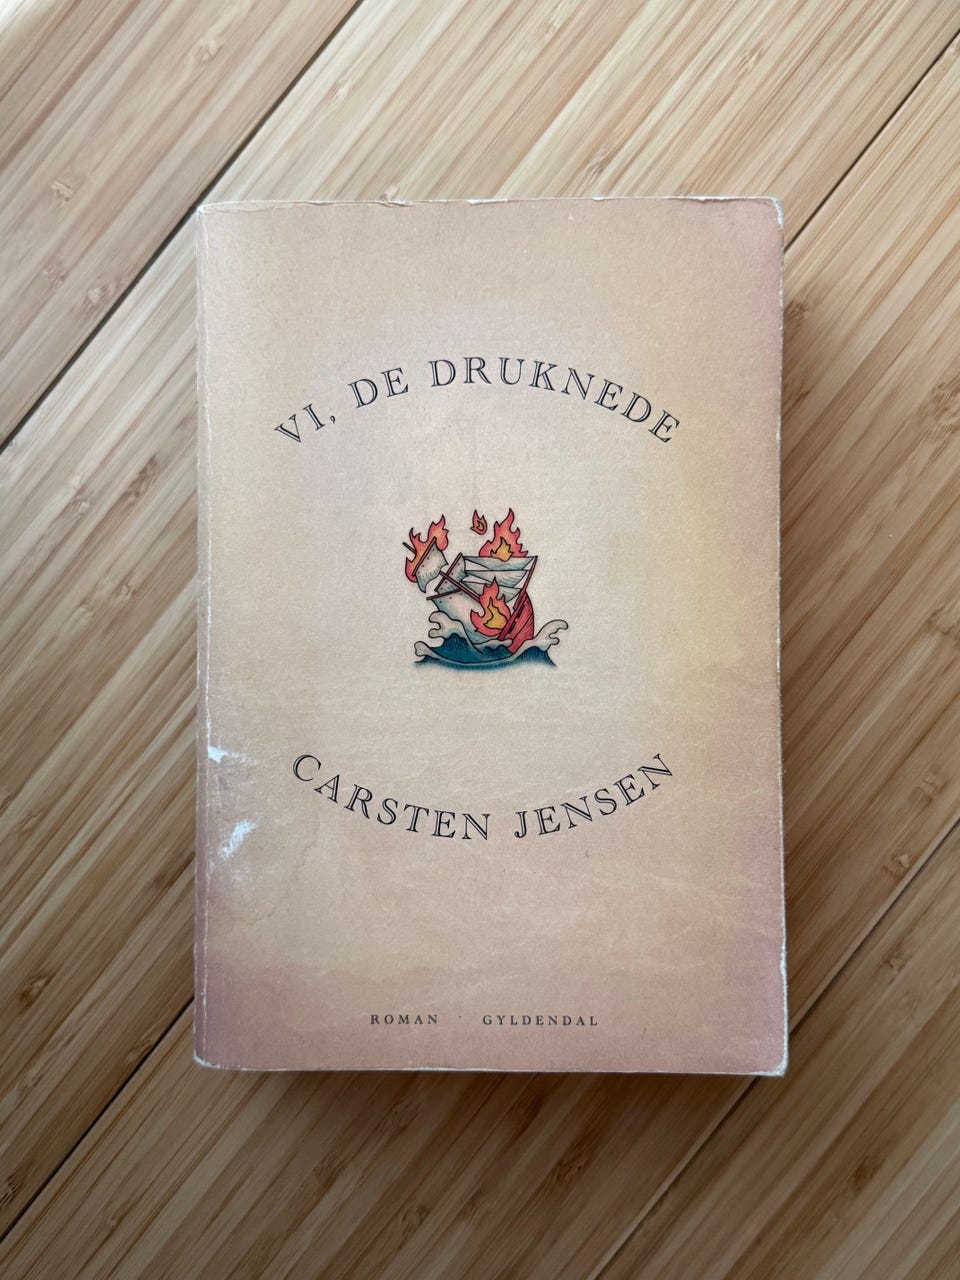 VI, DE DRUKNEDE
CARSTEN JENSEN
ROMAN · GYLDENDAL